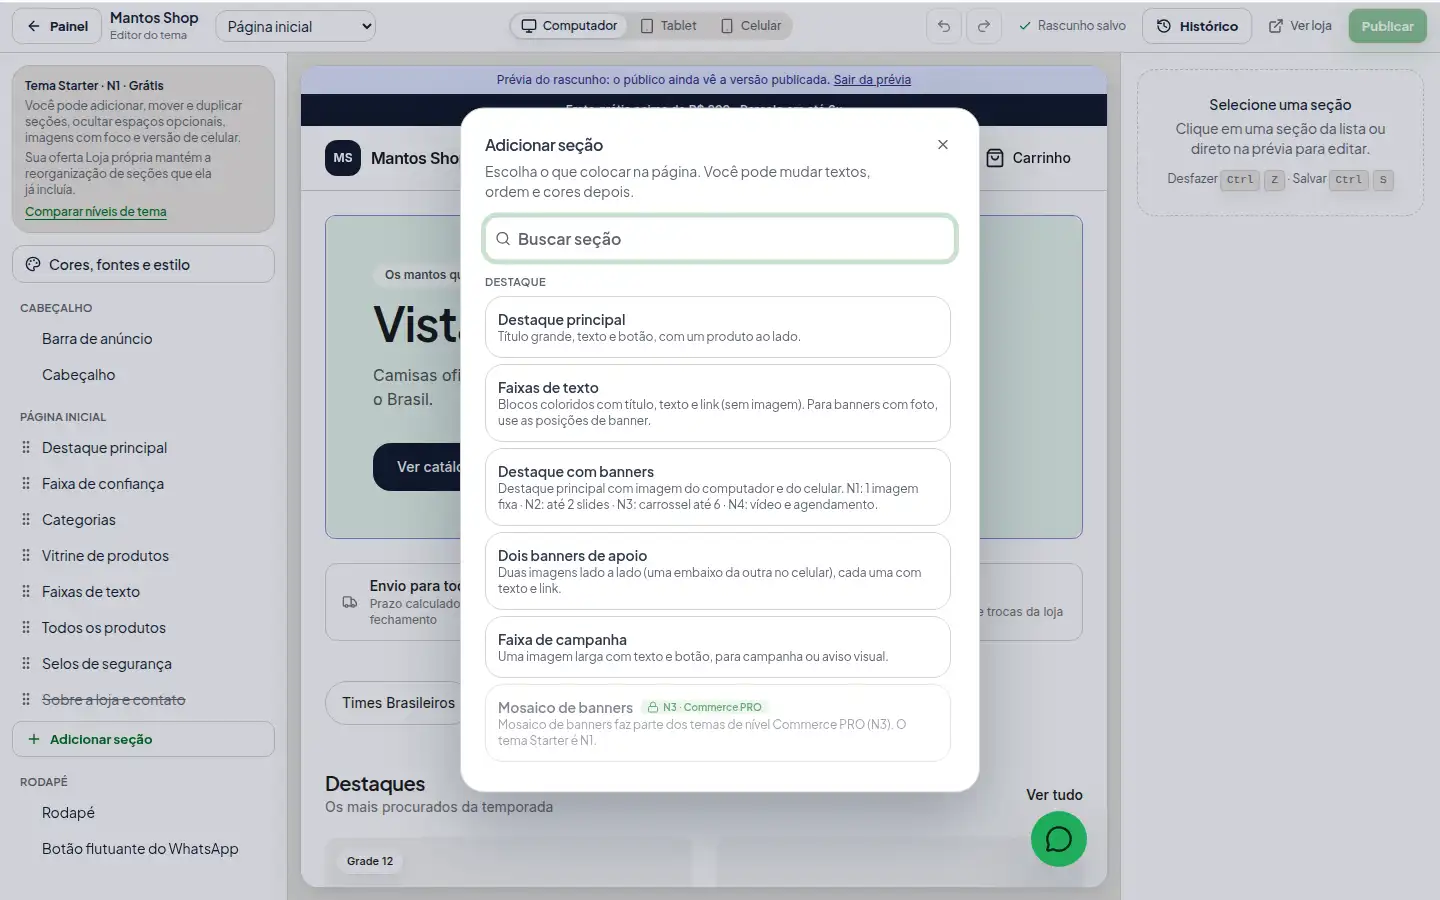 Painel
Mantos Shop
Editor do tema
Página inicial
Computador
Tablet
Celular
Rascunho salvo
Histórico
Ver loja
Publicar
Tema Starter · N1 · Grátis
Você pode adicionar, mover e duplicar
seções, ocultar espaços opcionais,
imagens com foco e versão de celular.
Sua oferta Loja própria mantém a
reorganização de seções que ela
já incluía.
Comparar níveis de tema
Cores, fontes e estilo
CABEÇALHO
Barra de anúncio
Cabeçalho
PÁGINA INICIAL
Destaque principal
Faixa de confiança
Categorias
Vitrine de produtos
Faixas de texto
Todos os produtos
Selos de segurança
Sobre a loja e contato
Adicionar seção
RODAPÉ
Rodapé
Botão flutuante do WhatsApp
Prévia do rascunho: o público ainda vê a versão publicada. Sair da prévia
MS
Mantos Sho
Carrinho
Os mantos qu
Vist
Camisas ofi
o Brasil.
Ver catálo
Envio para to
Prazo calculado
fechamento
e trocas da loja
Times Brasileiros
Destaques
Os mais procurados da temporada
Ver tudo
Grade 12
Adicionar seção
Escolha o que colocar na página. Você pode mudar textos,
ordem e cores depois.
Buscar seção
DESTAQUE
Destaque principal
Título grande, texto e botão, com um produto ao lado.
Faixas de texto
Blocos coloridos com título, texto e link (sem imagem). Para banners com foto,
use as posições de banner.
Destaque com banners
Destaque principal com imagem do computador e do celular. N1: 1 imagem
fixa · N2: até 2 slides · N3: carrossel até 6 · N4: vídeo e agendamento.
Dois banners de apoio
Duas imagens lado a lado (uma embaixo da outra no celular), cada uma com
texto e link.
Faixa de campanha
Uma imagem larga com texto e botão, para campanha ou aviso visual.
Mosaico de banners
N3 · Commerce PRO
Mosaico de banners faz parte dos temas de nível Commerce PRO (N3). O
tema Starter é N1.
Selecione uma seção
Clique em uma seção da lista ou
direto na prévia para editar.
Desfazer Ctrl Z · Salvar Ctrl S